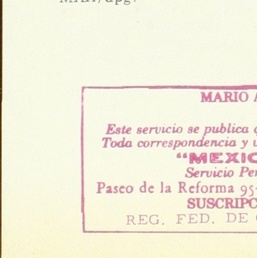 MARIO A
Este servicio se publica
Toda correspondencia y
"MEXIC
Servicio Per
Paseo de la Reforma 95-
SUSCRIPC
REG. FED. DE